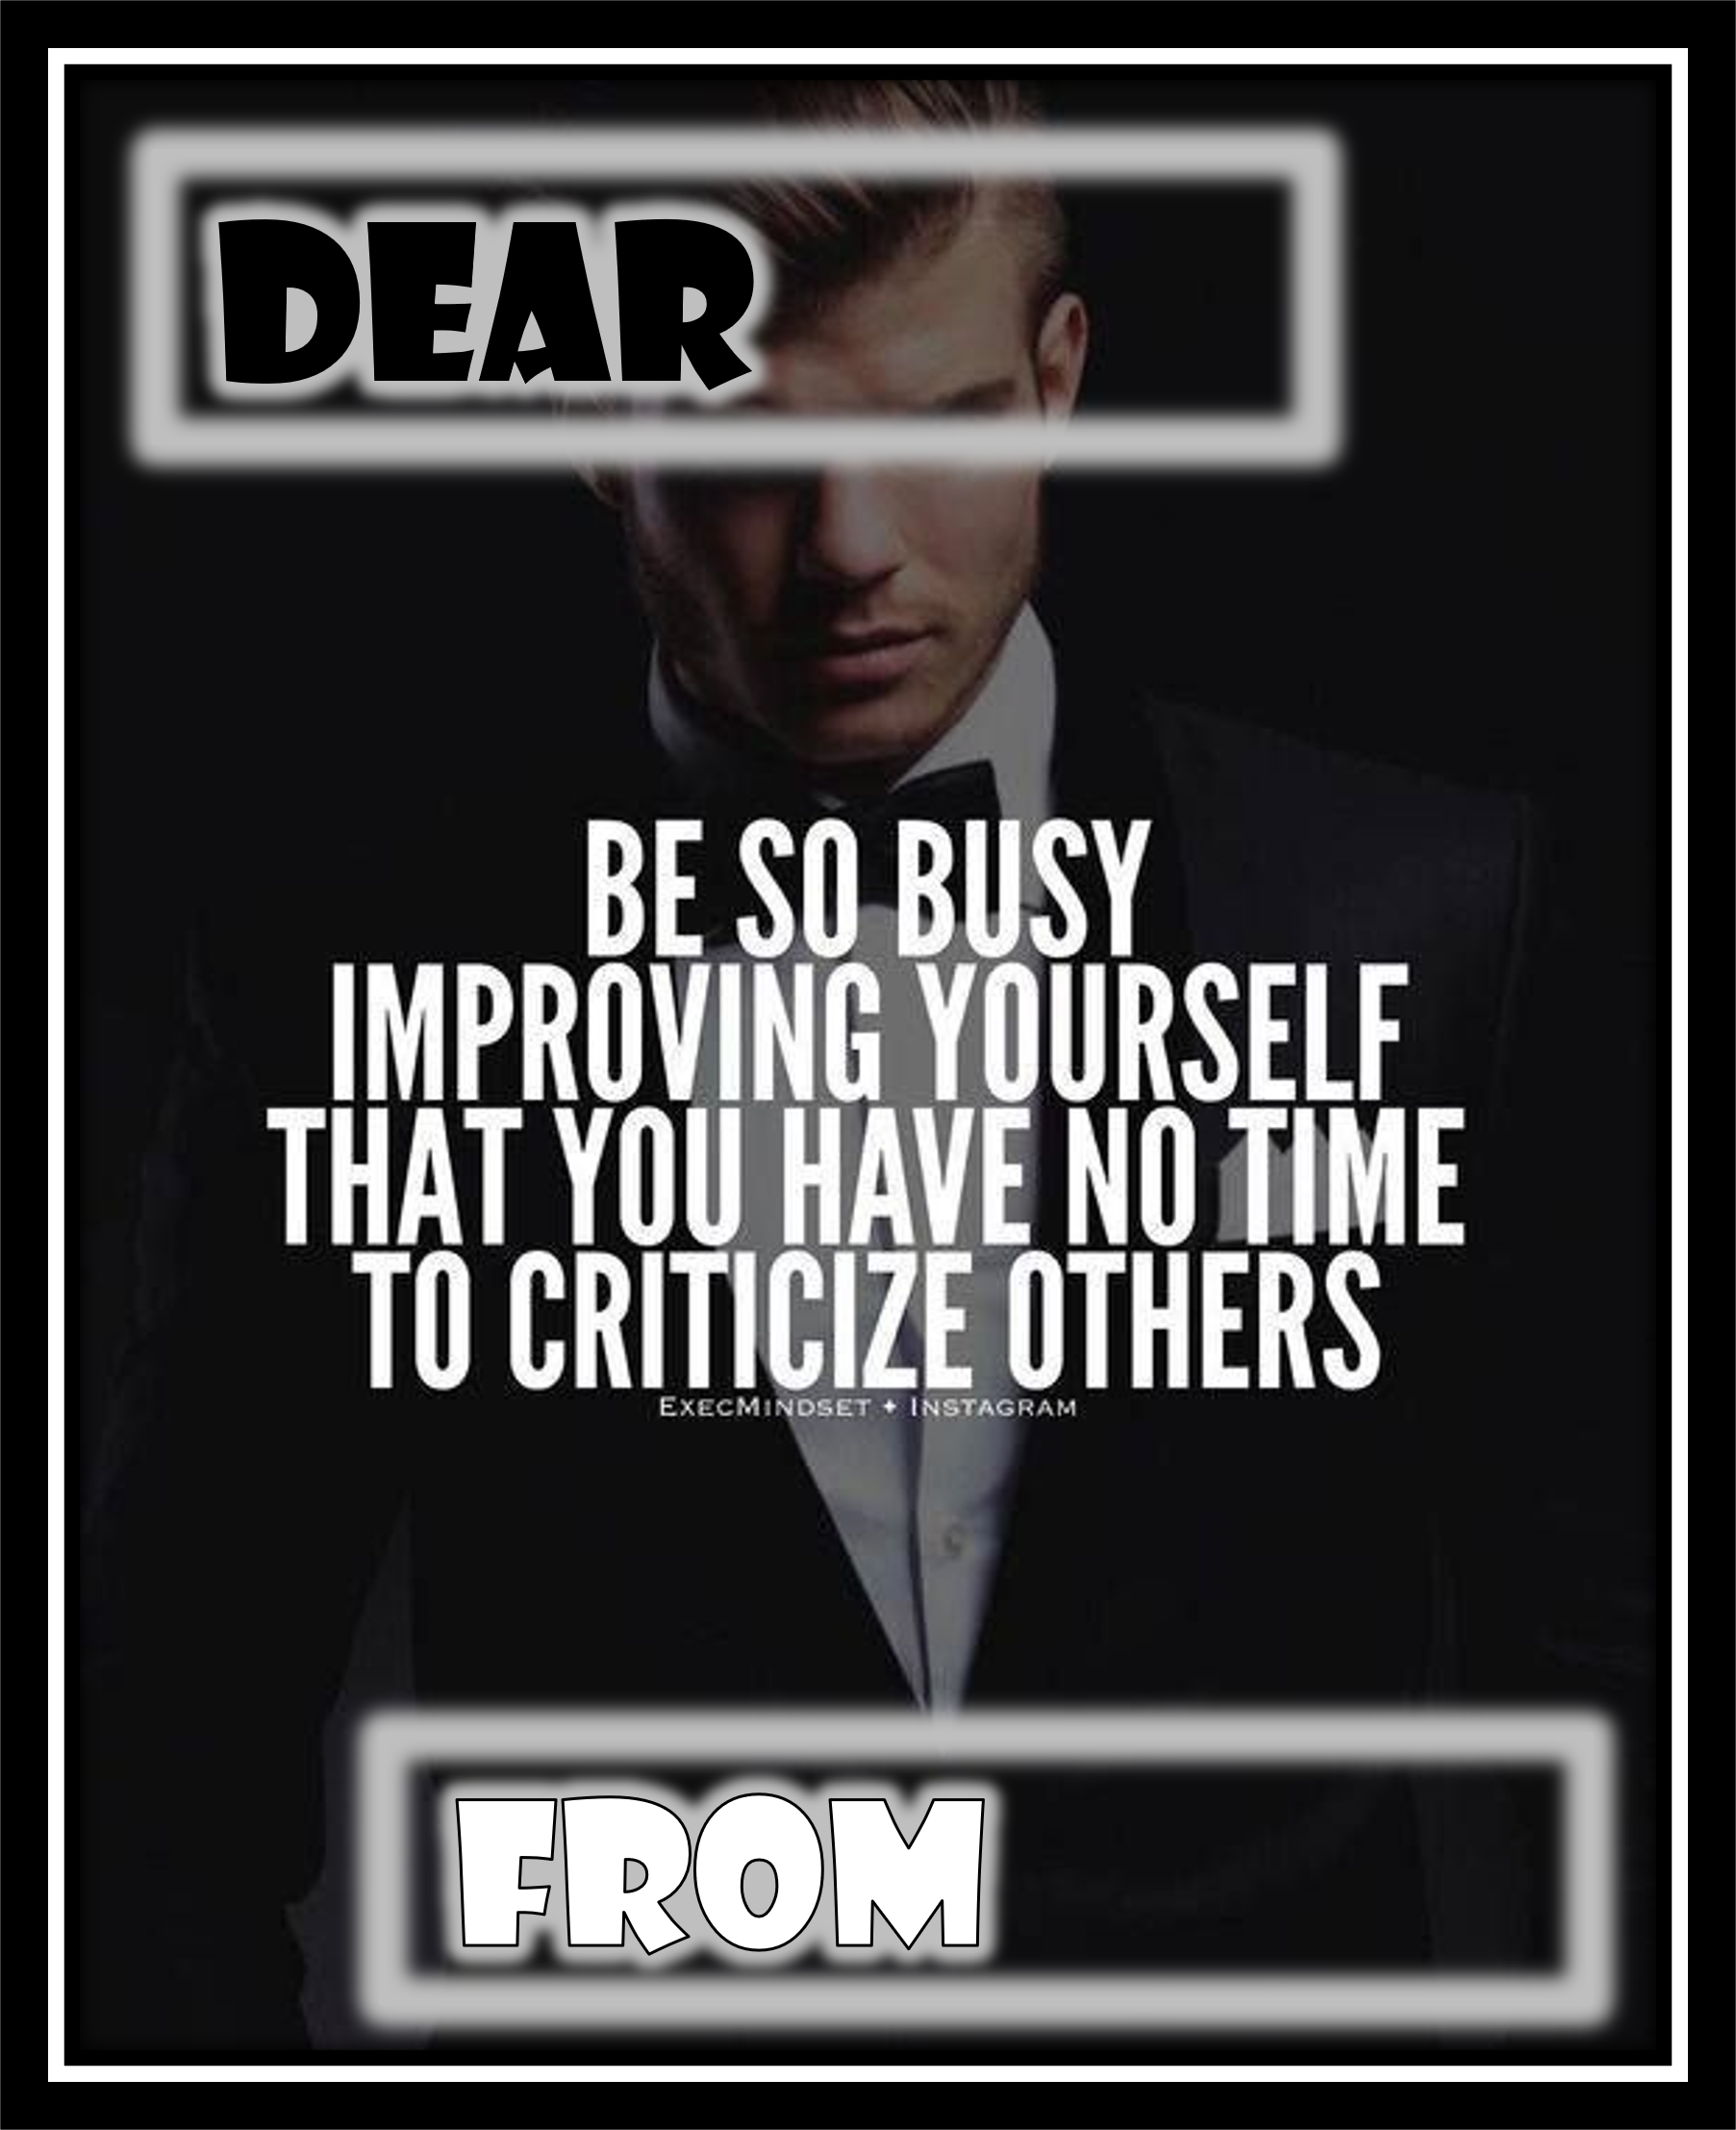 DEAR
BE SO BUSY
IMPROVING YOURSELF
THAT YOU HAVE NO TIME
TO CRITICIZE OTHERS
EXECMINDSET ✦ INSTAGRAM
FROM